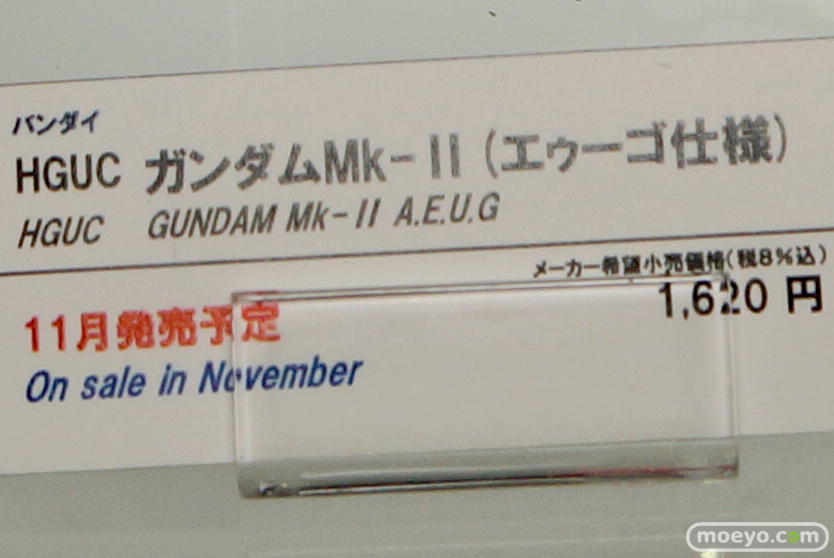 バンダイ
HGUC ガンダムMk-II (エゥーゴ仕様)
HGUC GUNDAM Mk-II A.E.U.G
メーカー希望小売価格(税8%込)
1,620 円
11月発売予定
On sale in November
moeyo.com